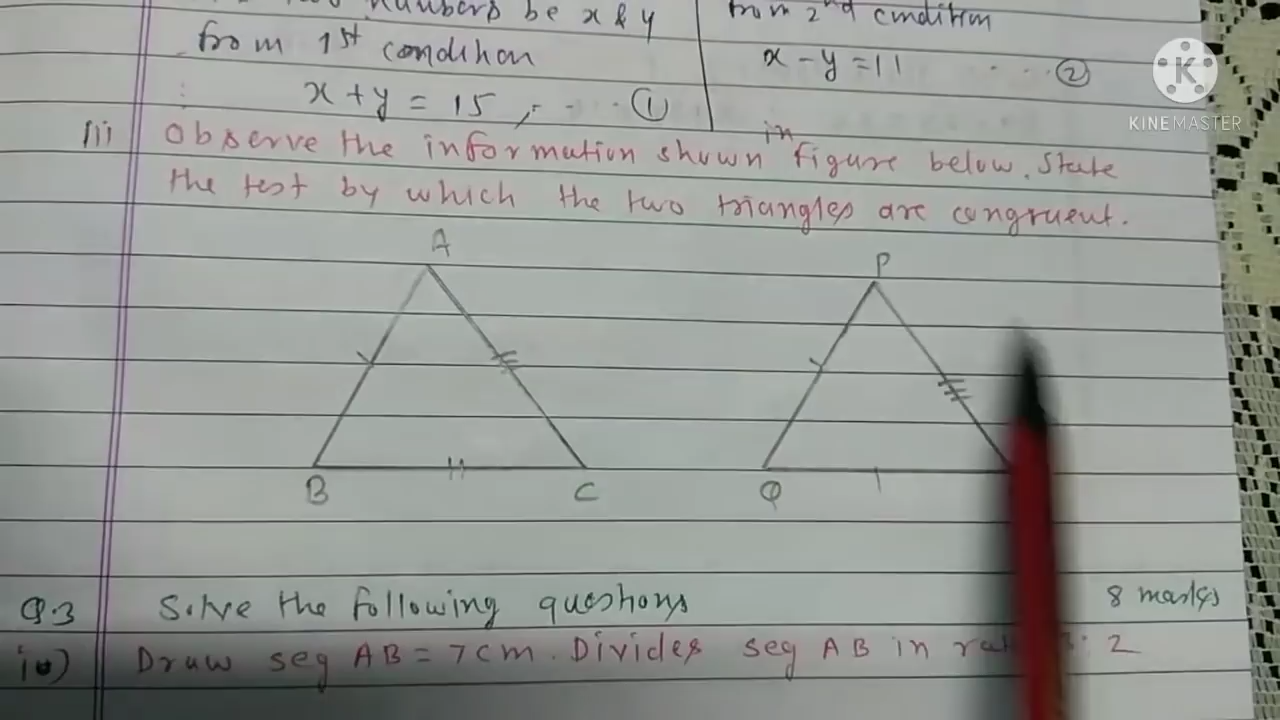 numbers be x & y
from 1st condition
x + y = 15, - - - ①
from 2nd condition
x - y = 11 - - - ②
K
KINEMASTER
iii Observe the information shown in figure below. State
the test by which the two triangles are congruent.
A
P
B
C
Q
Q.3 Solve the following questions 8 marks
iv) Draw seg AB = 7cm. Divides seg AB in : 2